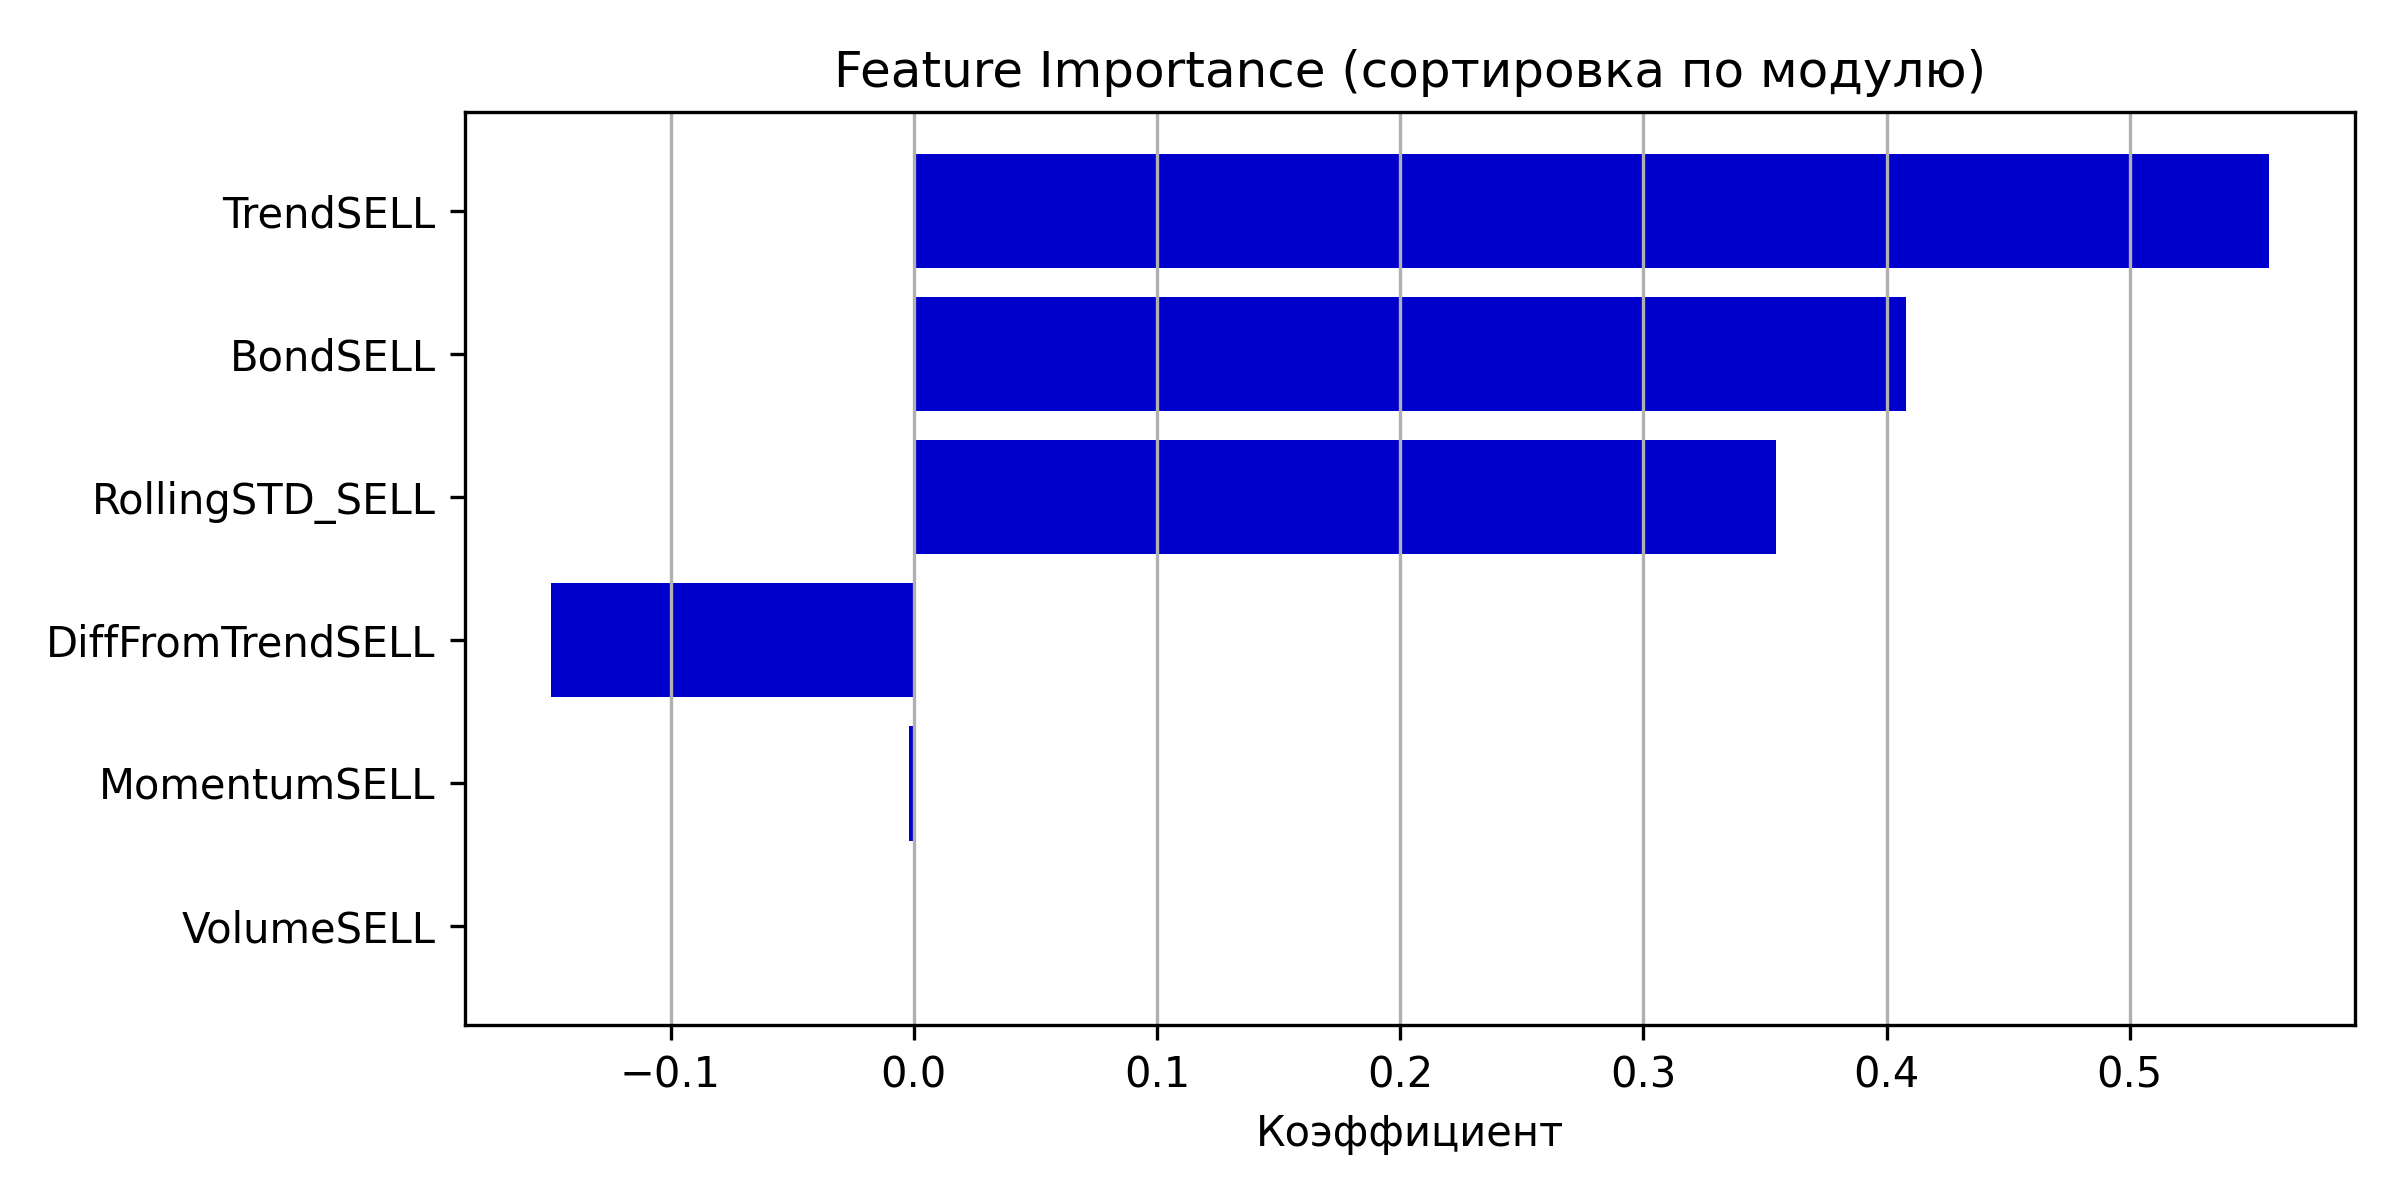 Feature Importance (сортировка по модулю)
TrendSELL
BondSELL
RollingSTD_SELL
DiffFromTrendSELL
MomentumSELL
VolumeSELL
−0.1 0.0 0.1 0.2 0.3 0.4 0.5
Коэффициент